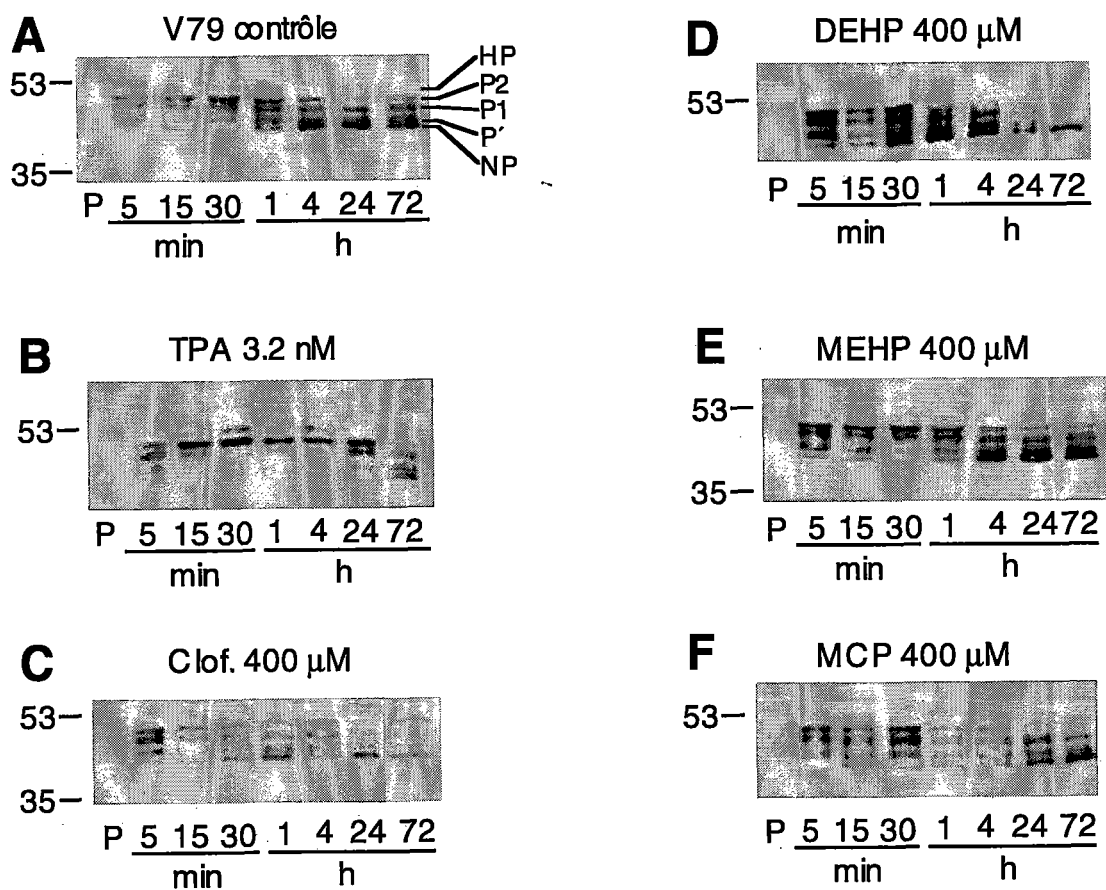 A
V79 contrôle
53
35
HP
P2
P1
P′
NP
P 5 15 30 1 4 24 72
min h
B
TPA 3.2 nM
53
P 5 15 30 1 4 24 72
min h
C
Clof. 400 μM
53
35
P 5 15 30 1 4 24 72
min h
D
DEHP 400 μM
53
P 5 15 30 1 4 24 72
min h
E
MEHP 400 μM
53
35
P 5 15 30 1 4 24 72
min h
F
MCP 400 μM
53
P 5 15 30 1 4 24 72
min h